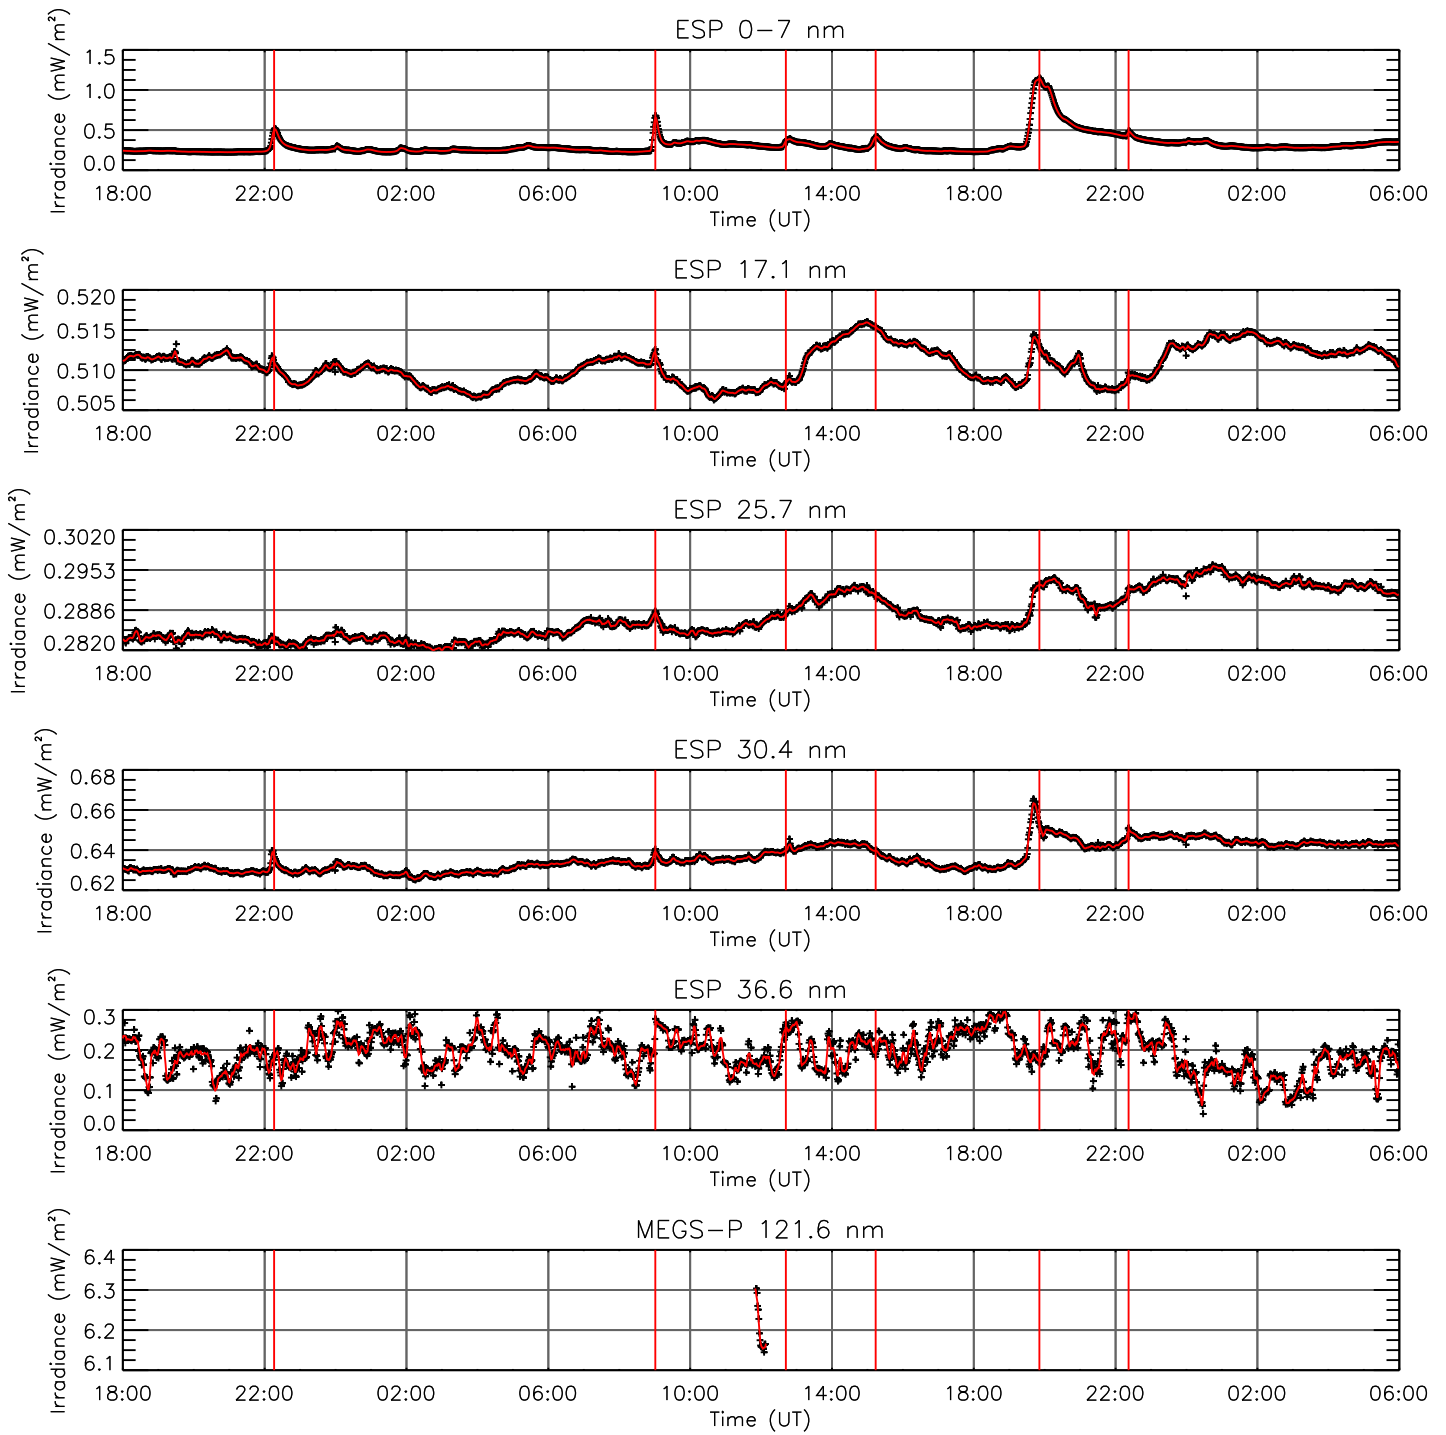 ESP 0-7 nm
Irradiance (mW/m²)
1.5
1.0
0.5
0.0
18:00 22:00 02:00 06:00 10:00 14:00 18:00 22:00 02:00 06:00
Time (UT)
ESP 17.1 nm
Irradiance (mW/m²)
0.520
0.515
0.510
0.505
18:00 22:00 02:00 06:00 10:00 14:00 18:00 22:00 02:00 06:00
Time (UT)
ESP 25.7 nm
Irradiance (mW/m²)
0.3020
0.2953
0.2886
0.2820
18:00 22:00 02:00 06:00 10:00 14:00 18:00 22:00 02:00 06:00
Time (UT)
ESP 30.4 nm
Irradiance (mW/m²)
0.68
0.66
0.64
0.62
18:00 22:00 02:00 06:00 10:00 14:00 18:00 22:00 02:00 06:00
Time (UT)
ESP 36.6 nm
Irradiance (mW/m²)
0.3
0.2
0.1
0.0
18:00 22:00 02:00 06:00 10:00 14:00 18:00 22:00 02:00 06:00
Time (UT)
MEGS-P 121.6 nm
Irradiance (mW/m²)
6.4
6.3
6.2
6.1
18:00 22:00 02:00 06:00 10:00 14:00 18:00 22:00 02:00 06:00
Time (UT)